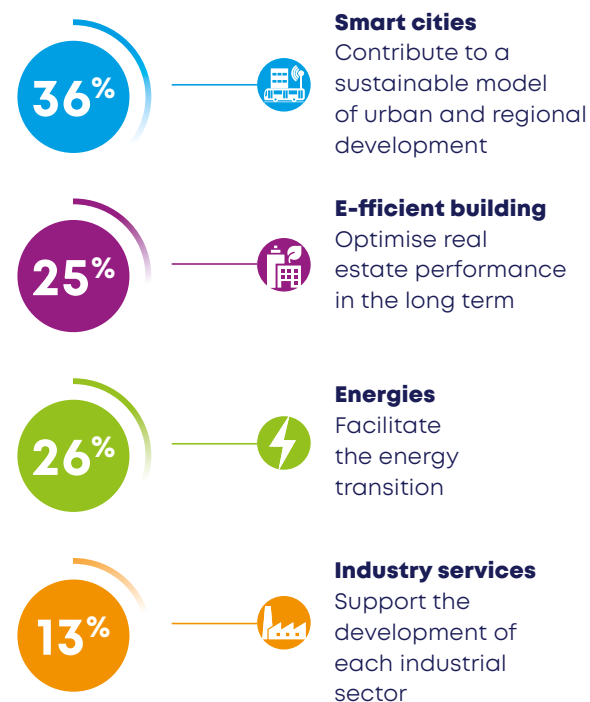 36%
Smart cities
Contribute to a
sustainable model
of urban and regional
development
25%
E-fficient building
Optimise real
estate performance
in the long term
26%
Energies
Facilitate
the energy
transition
13%
Industry services
Support the
development of
each industrial
sector